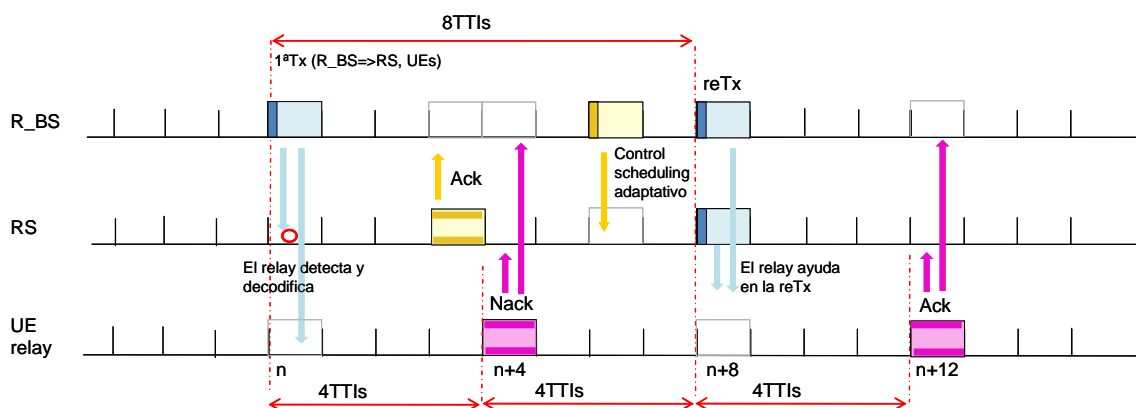 8TTIs
1ªTx (R_BS=>RS, UEs)
reTx
R_BS
Ack
Control
scheduling
adaptativo
RS
El relay detecta y
decodifica
Nack
El relay ayuda
en la reTx
Ack
UE
relay
n
n+4
n+8
n+12
4TTIs
4TTIs
4TTIs